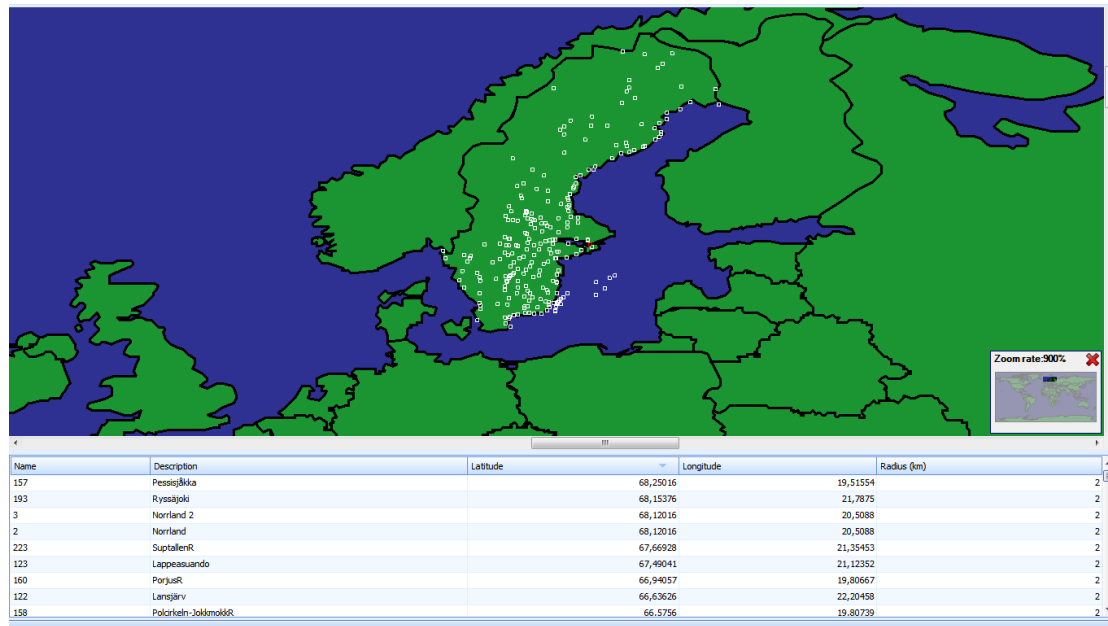 Zoom rate:900%
Name Description Latitude Longitude Radius (km)
157 Pessisjåkka 68,25016 19,51554 2
193 Ryssäjoki 68,15376 21,7875 2
3 Norrland 2 68,12016 20,5088 2
2 Norrland 68,12016 20,5088 2
223 SuptallenR 67,66928 21,35453 2
123 Lappeasuando 67,49041 21,12352 2
160 PorjusR 66,94057 19,80667 2
122 Lansjärv 66,63626 22,20458 2
158 Polcirkeln-JokkmokkR 66,5756 19,80739 2